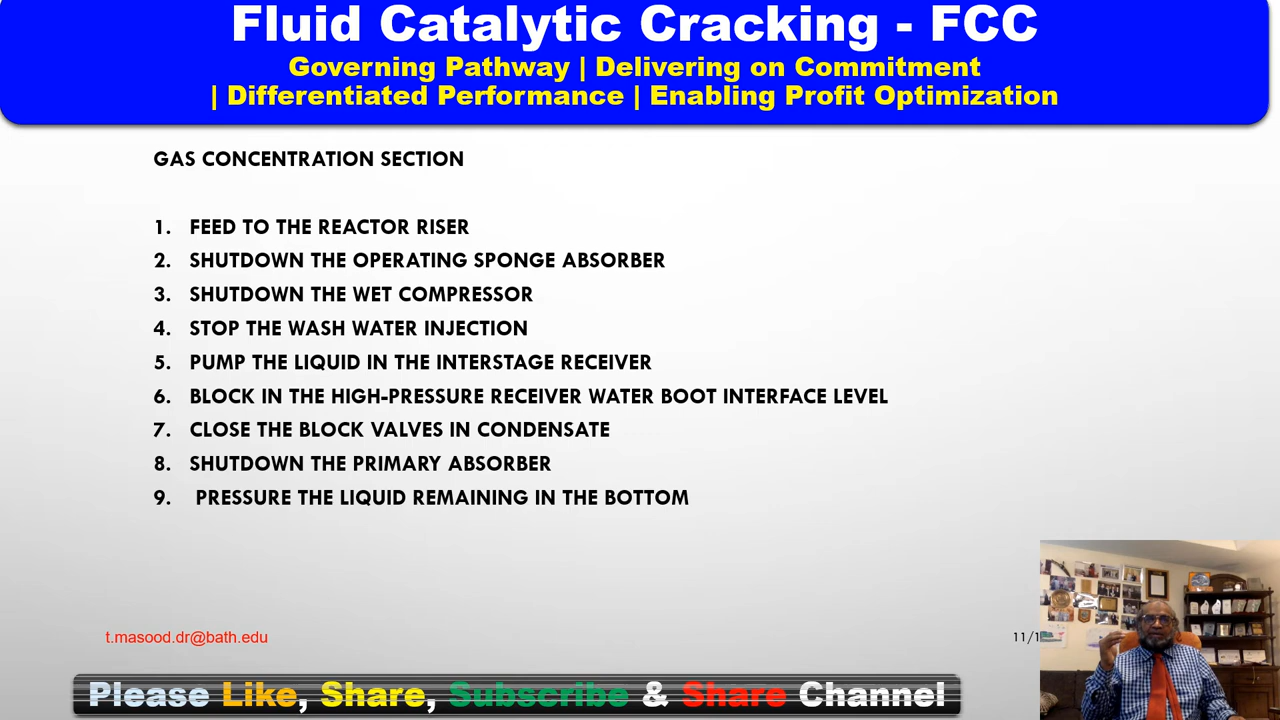 Fluid Catalytic Cracking - FCC
Governing Pathway | Delivering on Commitment
| Differentiated Performance | Enabling Profit Optimization
GAS CONCENTRATION SECTION
1. FEED TO THE REACTOR RISER
2. SHUTDOWN THE OPERATING SPONGE ABSORBER
3. SHUTDOWN THE WET COMPRESSOR
4. STOP THE WASH WATER INJECTION
5. PUMP THE LIQUID IN THE INTERSTAGE RECEIVER
6. BLOCK IN THE HIGH-PRESSURE RECEIVER WATER BOOT INTERFACE LEVEL
7. CLOSE THE BLOCK VALVES IN CONDENSATE
8. SHUTDOWN THE PRIMARY ABSORBER
9. PRESSURE THE LIQUID REMAINING IN THE BOTTOM
t.masood.dr@bath.edu
11/1
Please Like, Share, Subscribe & Share Channel